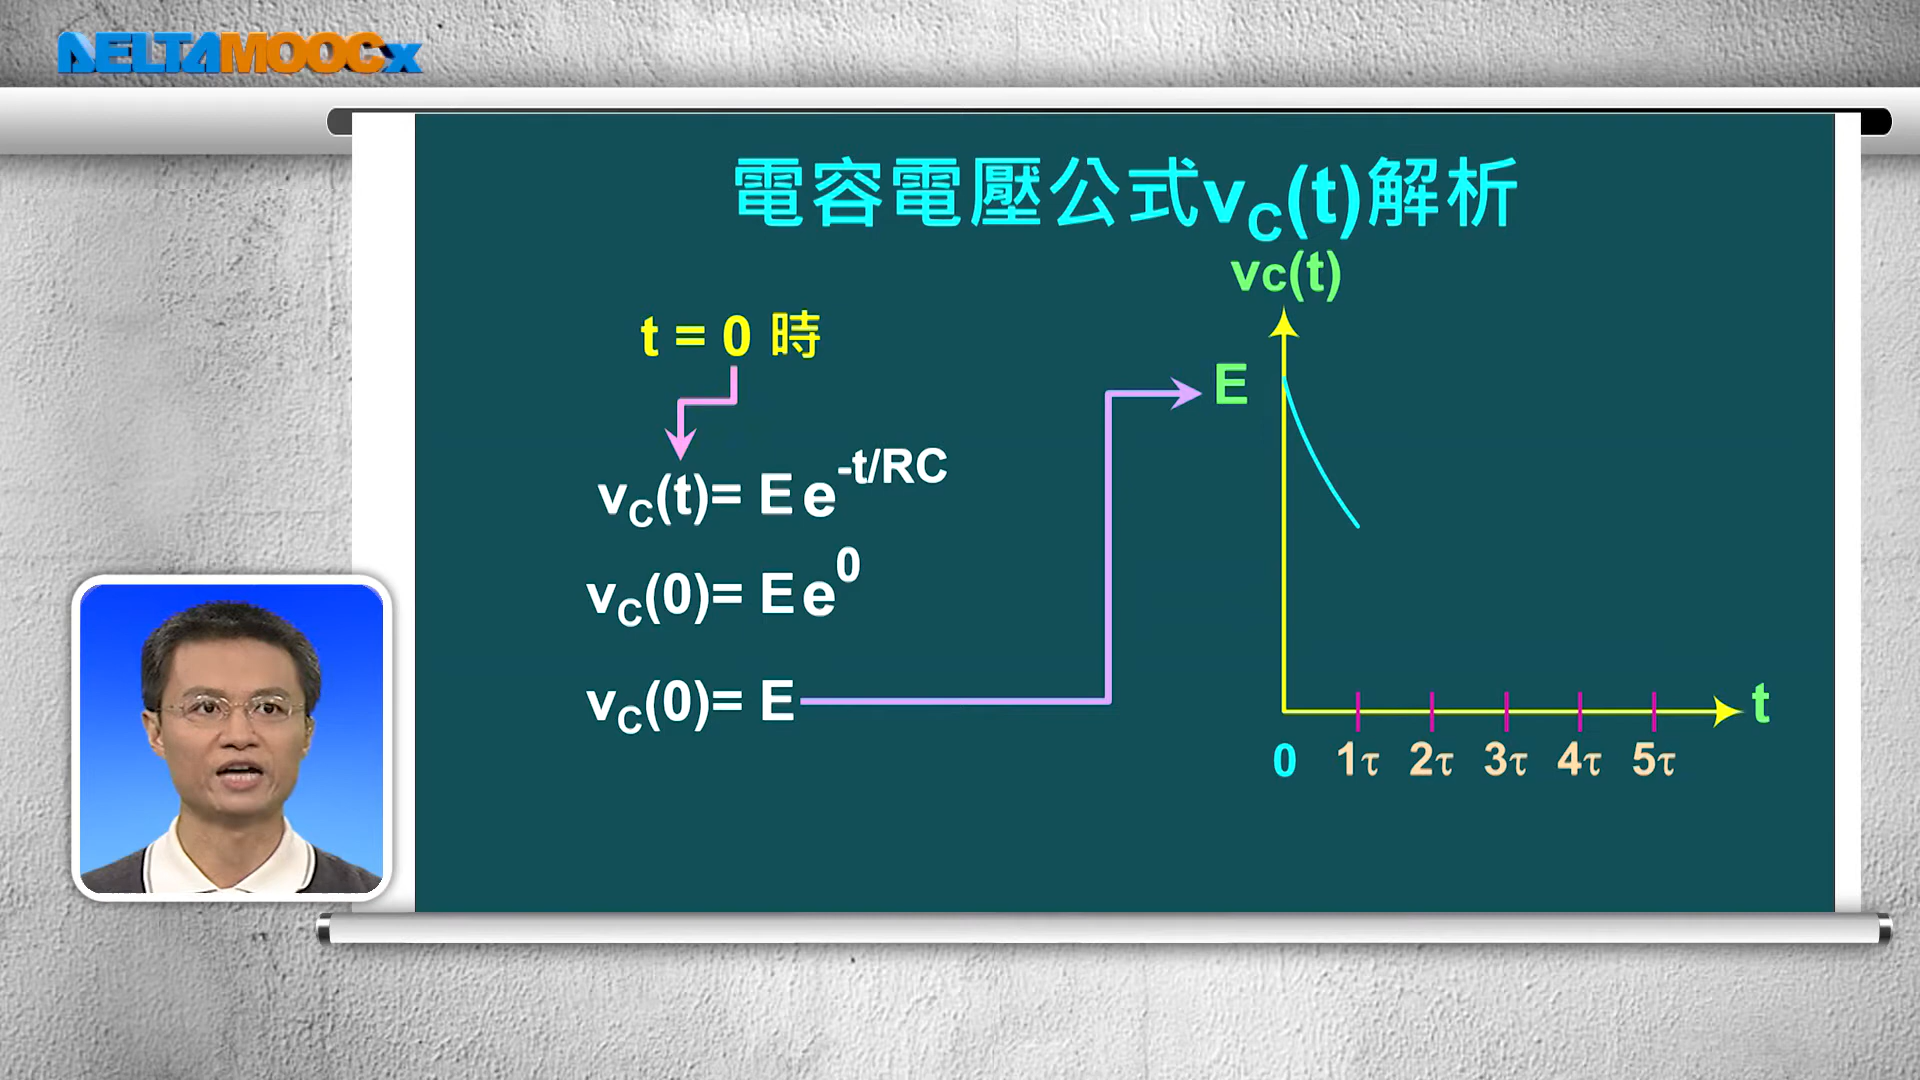 DELTAMOOCx
電容電壓公式vC(t)解析
vc(t)
t = 0 時
E
vC(t)= E e-t/RC
vC(0)= E e0
vC(0)= E
t
0 1τ 2τ 3τ 4τ 5τ